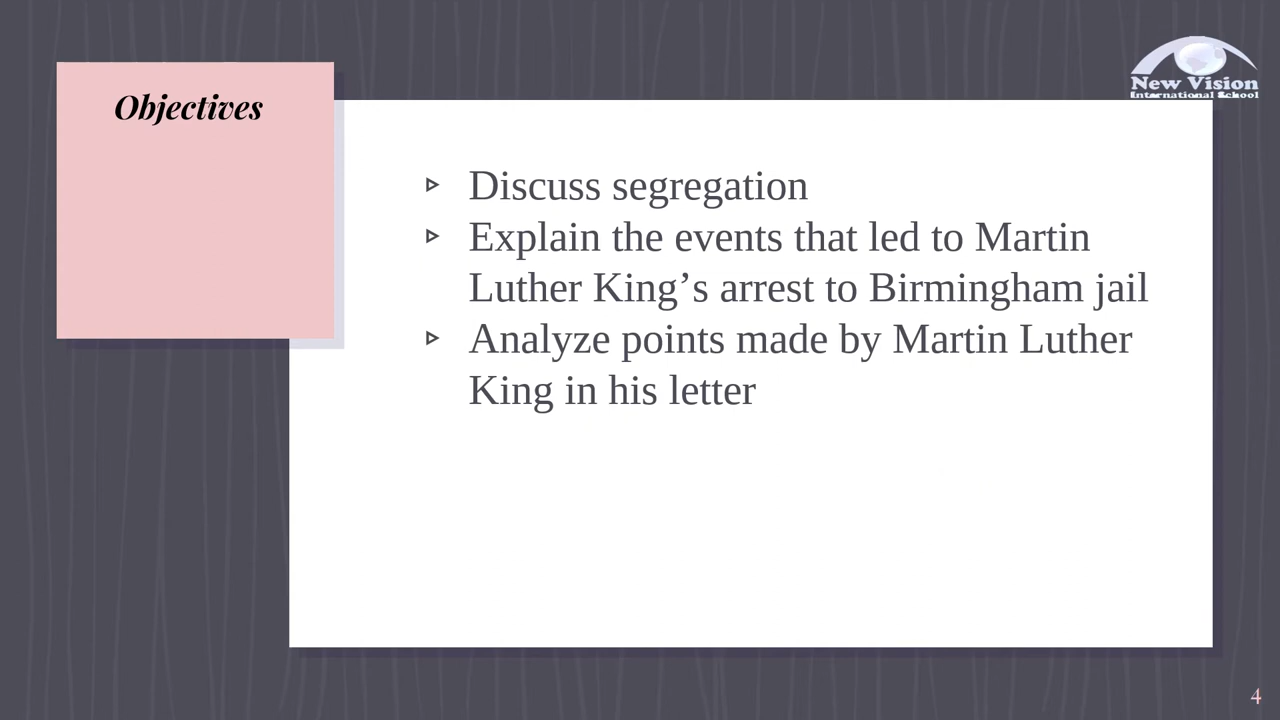 New Vision
International School
Objectives
▹ Discuss segregation
▹ Explain the events that led to Martin
Luther King’s arrest to Birmingham jail
▹ Analyze points made by Martin Luther
King in his letter
4